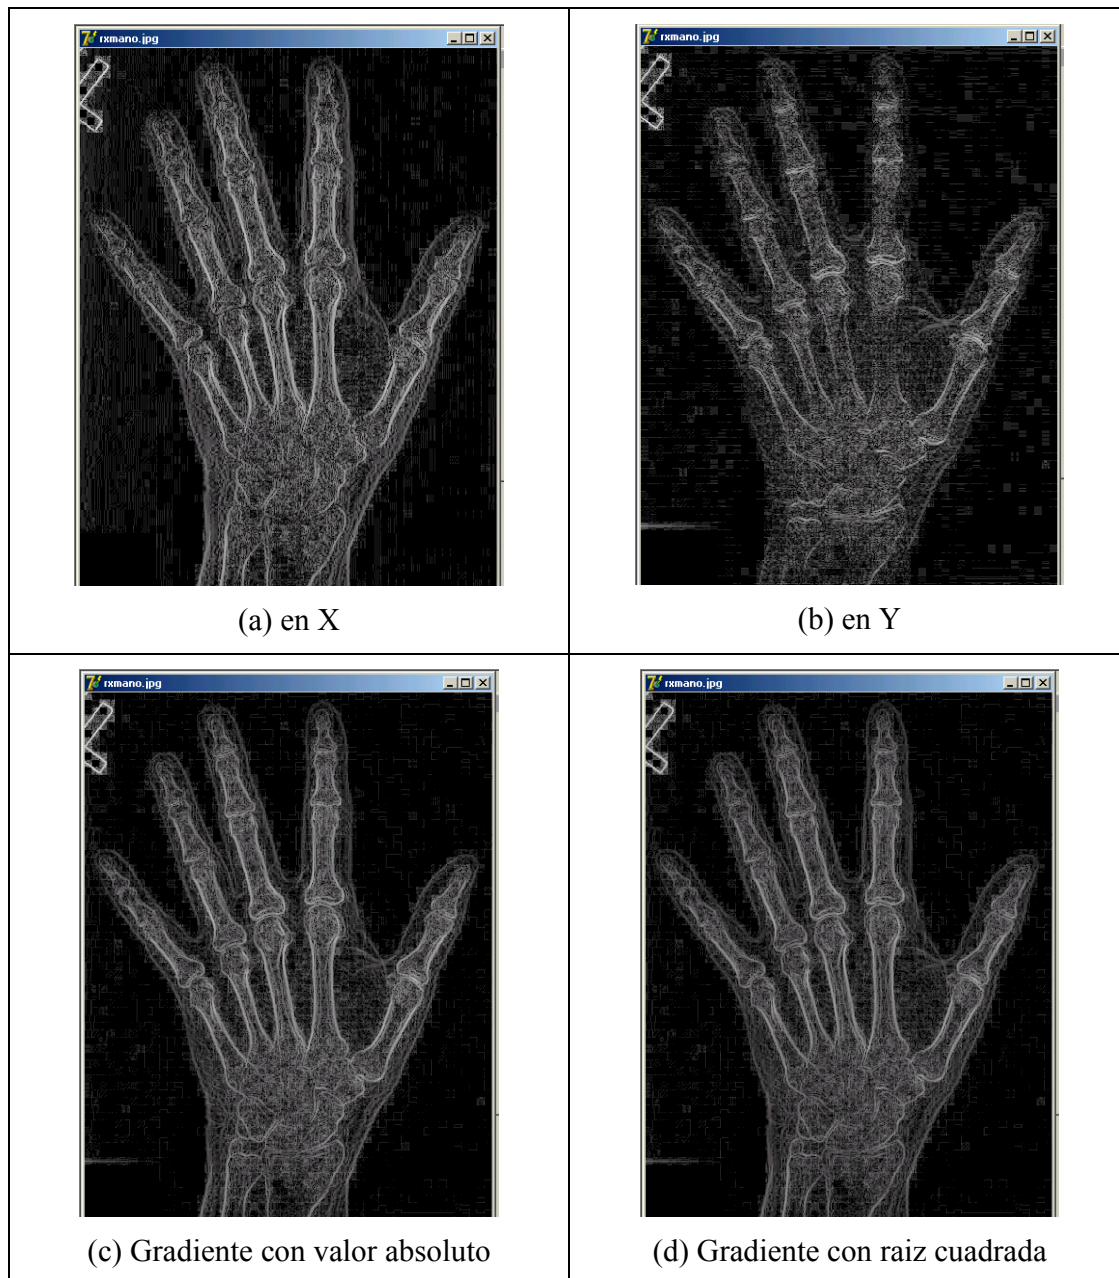 rxmano.jpg
rxmano.jpg
(a) en X
(b) en Y
rxmano.jpg
rxmano.jpg
(c) Gradiente con valor absoluto
(d) Gradiente con raiz cuadrada